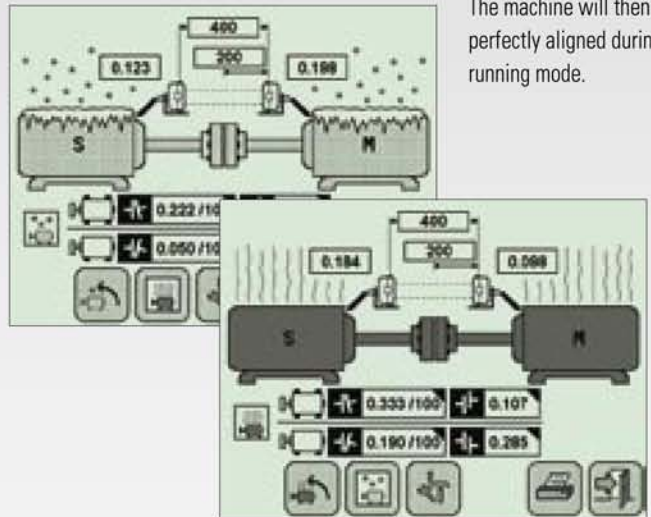 The machine will then
perfectly aligned durin
running mode.
400
200
0.123
0.198
S
M
0.222 /10
0.050 /10
400
200
0.184
0.098
S
M
0.333 /100 0.107
0.190 /100 0.285